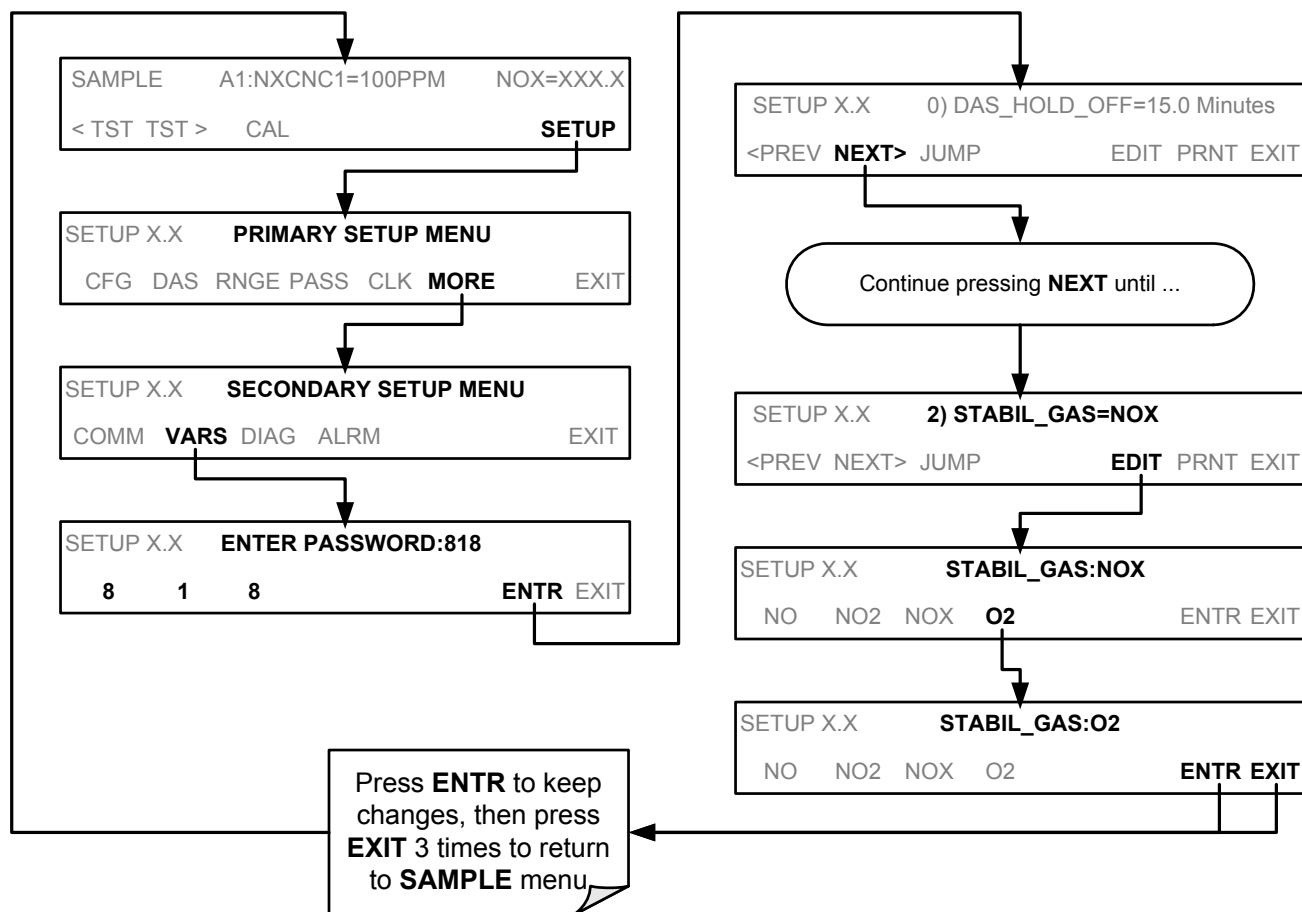 SAMPLE A1:NXCNC1=100PPM NOX=XXX.X
< TST TST > CAL SETUP
SETUP X.X PRIMARY SETUP MENU
CFG DAS RNGE PASS CLK MORE EXIT
SETUP X.X SECONDARY SETUP MENU
COMM VARS DIAG ALRM EXIT
SETUP X.X ENTER PASSWORD:818
8 1 8 ENTR EXIT
SETUP X.X 0) DAS_HOLD_OFF=15.0 Minutes
<PREV NEXT> JUMP EDIT PRNT EXIT
Continue pressing NEXT until ...
SETUP X.X 2) STABIL_GAS=NOX
<PREV NEXT> JUMP EDIT PRNT EXIT
SETUP X.X STABIL_GAS:NOX
NO NO2 NOX O2 ENTR EXIT
SETUP X.X STABIL_GAS:O2
NO NO2 NOX O2 ENTR EXIT
Press ENTR to keep
changes, then press
EXIT 3 times to return
to SAMPLE menu